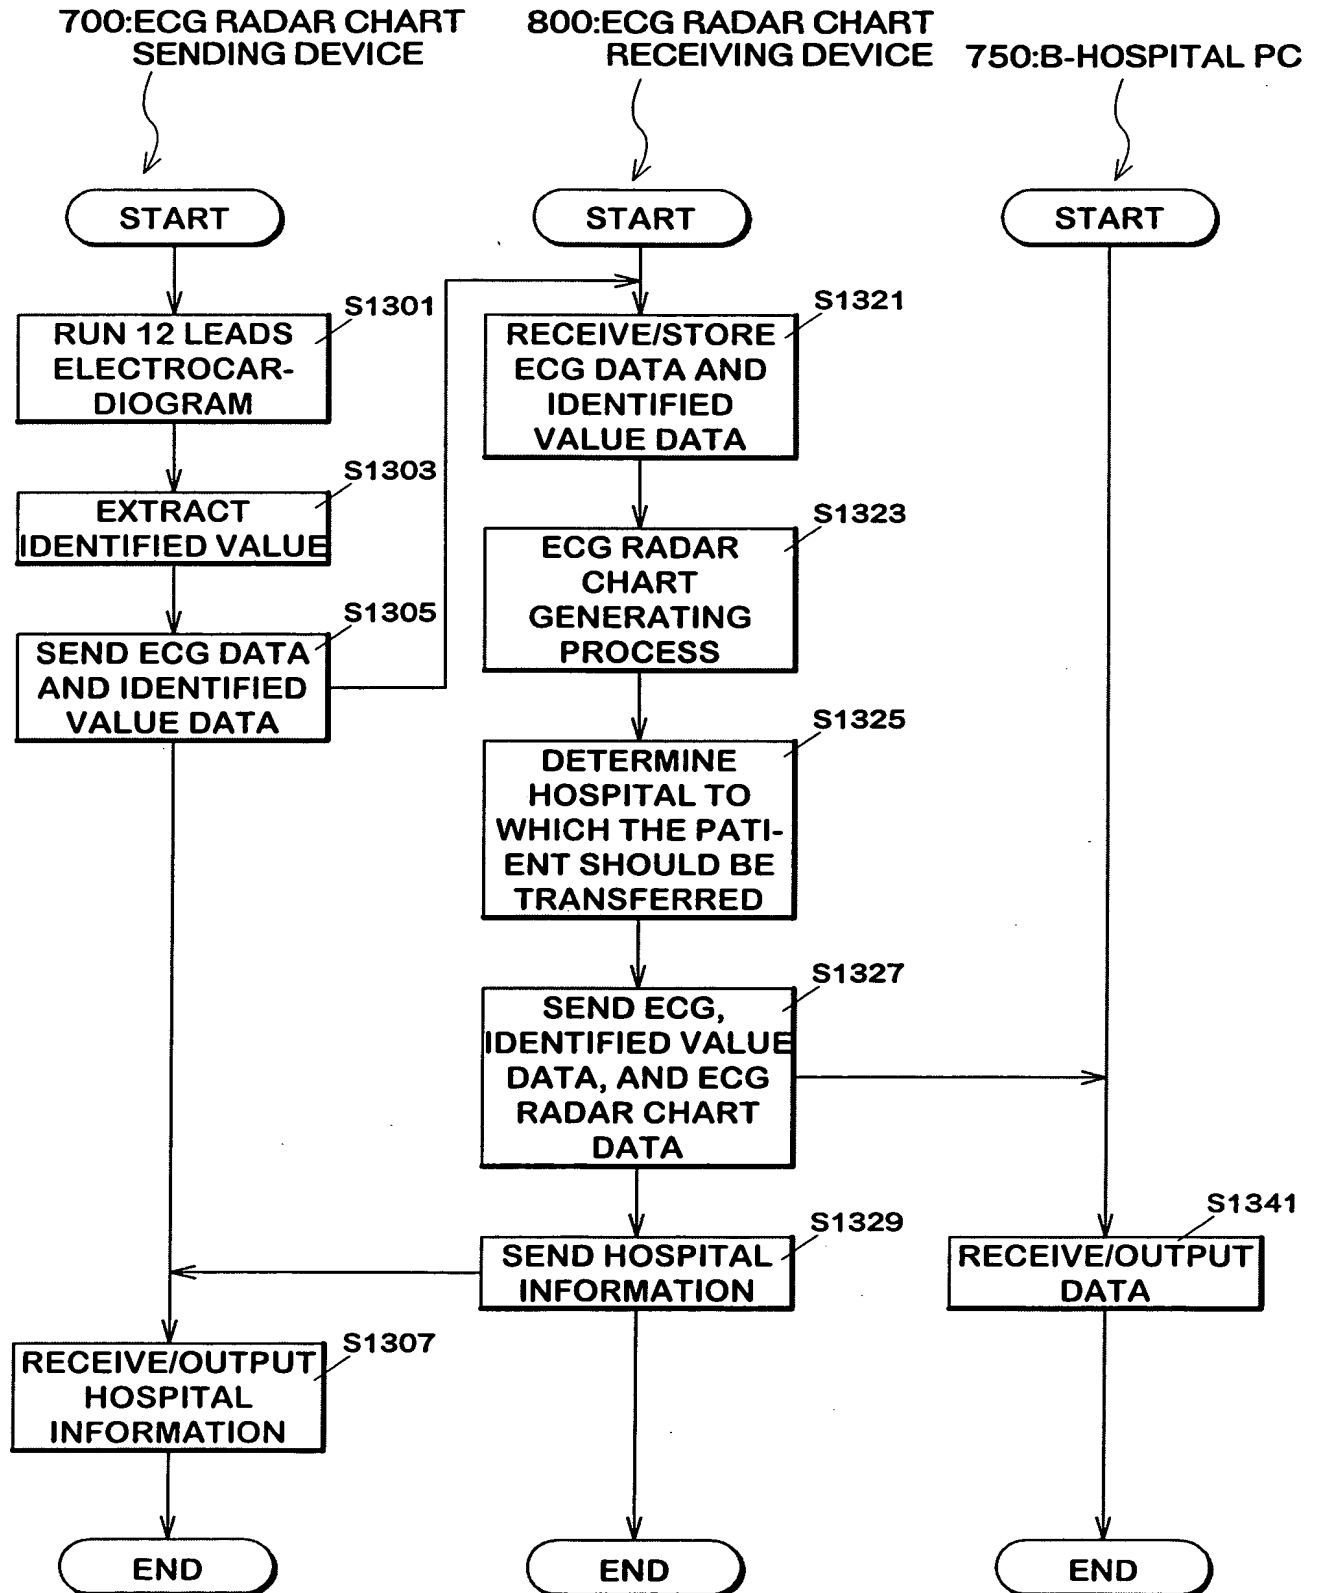 700:ECG RADAR CHART
SENDING DEVICE
800:ECG RADAR CHART
RECEIVING DEVICE
750:B-HOSPITAL PC
START
START
START
S1301
RUN 12 LEADS
ELECTROCAR-
DIOGRAM
S1303
EXTRACT
IDENTIFIED VALUE
S1305
SEND ECG DATA
AND IDENTIFIED
VALUE DATA
S1321
RECEIVE/STORE
ECG DATA AND
IDENTIFIED
VALUE DATA
S1323
ECG RADAR
CHART
GENERATING
PROCESS
S1325
DETERMINE
HOSPITAL TO
WHICH THE PATI-
ENT SHOULD BE
TRANSFERRED
S1327
SEND ECG,
IDENTIFIED VALUE
DATA, AND ECG
RADAR CHART
DATA
S1329
SEND HOSPITAL
INFORMATION
S1341
RECEIVE/OUTPUT
DATA
S1307
RECEIVE/OUTPUT
HOSPITAL
INFORMATION
END
END
END